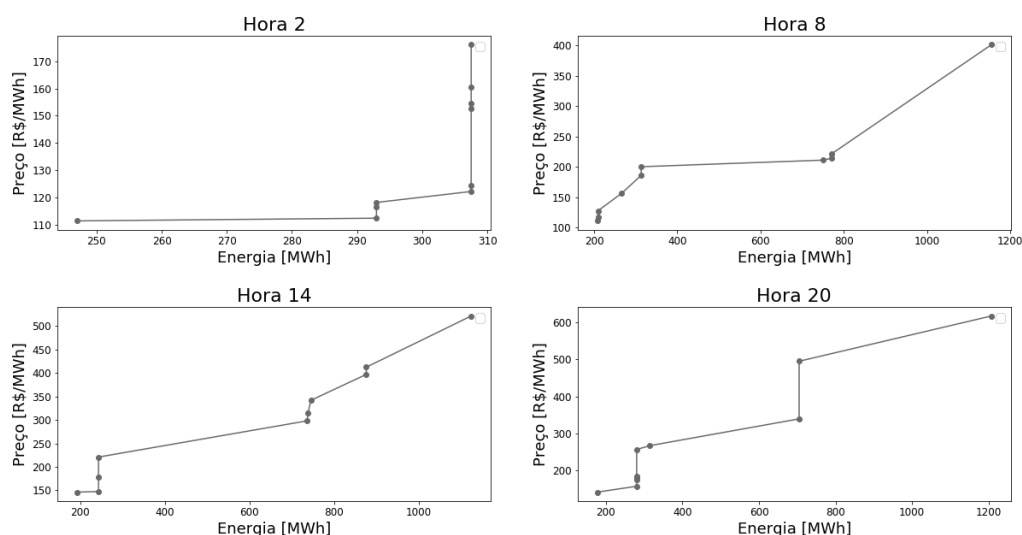 Hora 2
Preço [R$/MWh]
170
160
150
140
130
120
110
250 260 270 280 290 300 310
Energia [MWh]
Hora 8
Preço [R$/MWh]
400
350
300
250
200
150
100
200 400 600 800 1000 1200
Energia [MWh]
Hora 14
Preço [R$/MWh]
500
450
400
350
300
250
200
150
200 400 600 800 1000
Energia [MWh]
Hora 20
Preço [R$/MWh]
600
500
400
300
200
200 400 600 800 1000 1200
Energia [MWh]